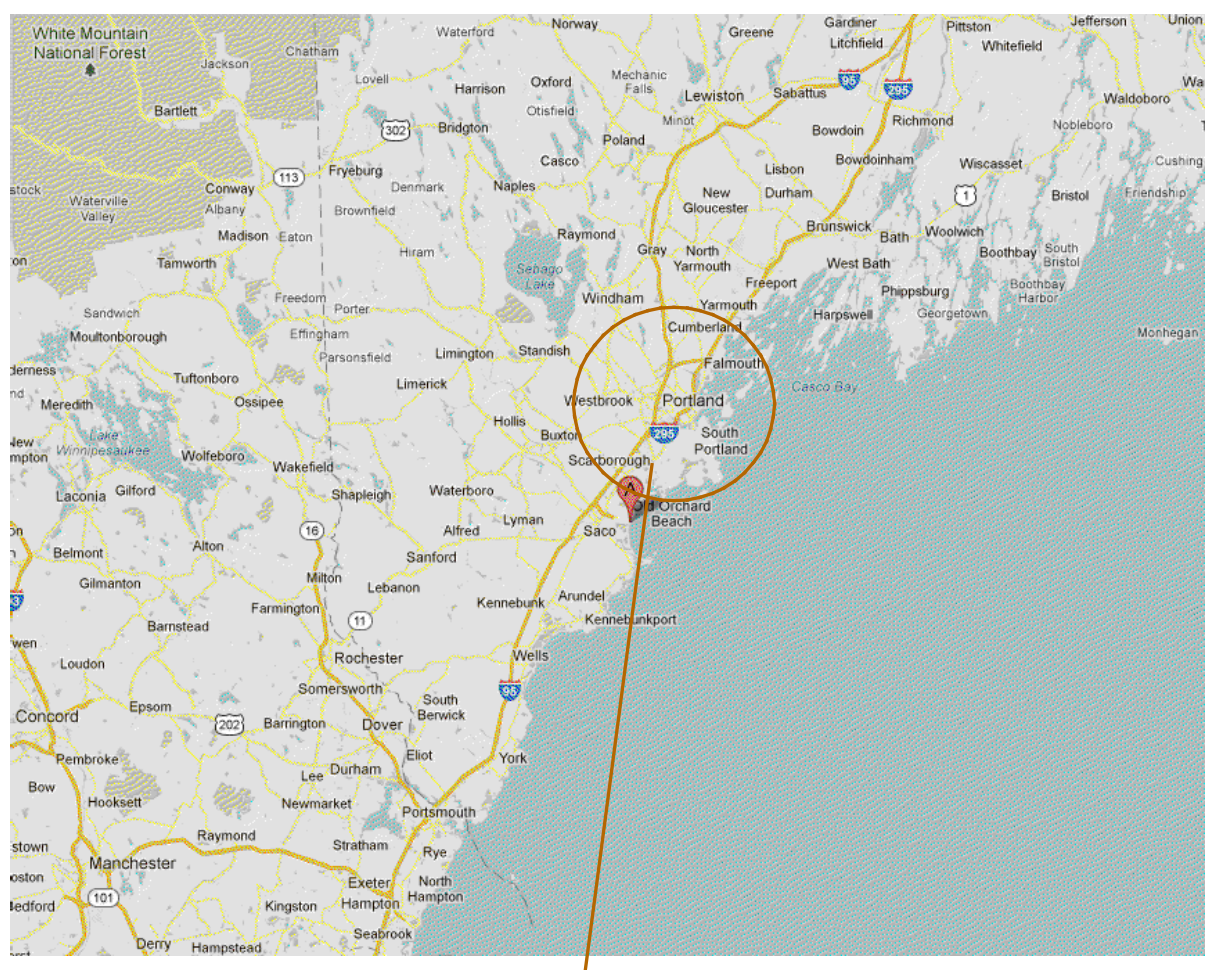 White Mountain
National Forest
Chatham
Jackson
Bartlett
Waterford
Norway
Greene
Gardiner
Litchfield
Pittston
Jefferson
Union
Whitefield
Lovell
Harrison
Oxford
Mechanic
Falls
Lewiston
Sabattus
95
295
Waldoboro
Otisfield
Minot
302
Bridgton
Poland
Bowdoin
Richmond
Nobleboro
113
Fryeburg
Casco
Lisbon
Bowdoinham
Wiscasset
Cushing
Conway
Denmark
Naples
New
Gloucester
Durham
1
Bristol
Friendship
Waterville
Valley
Albany
Brownfield
Madison
Eaton
Raymond
Brunswick
Bath
Woolwich
Hiram
Gray
North
Yarmouth
Boothbay
South
Bristol
Tamworth
Sebago
Lake
West Bath
Freeport
Phippsburg
Boothbay
Harbor
Freedom
Porter
Windham
Yarmouth
Harpswell
Georgetown
Sandwich
Moultonborough
Effingham
Cumberland
Monhegan
Parsonsfield
Limington
Standish
Falmouth
Tuftonboro
Limerick
Casco Bay
Meredith
Ossipee
Westbrook
Portland
Hollis
Buxton
295
South
Portland
Lake
Winnipesaukee
Wolfeboro
Wakefield
Scarborough
Laconia
Gilford
Shapleigh
Waterboro
A
Old Orchard
Beach
16
Alfred
Lyman
Saco
Belmont
Alton
Sanford
Gilmanton
Milton
Lebanon
Kennebunk
Arundel
Farmington
Kennebunkport
11
Barnstead
Loudon
Rochester
Wells
Somersworth
95
South
Berwick
Concord
Epsom
202
Barrington
Dover
Pembroke
Eliot
York
Lee
Durham
Bow
Hooksett
Newmarket
Portsmouth
Raymond
Stratham
Rye
Manchester
Exeter
North
Hampton
101
Kingston
Hampton
Seabrook
Derry
Hampstead